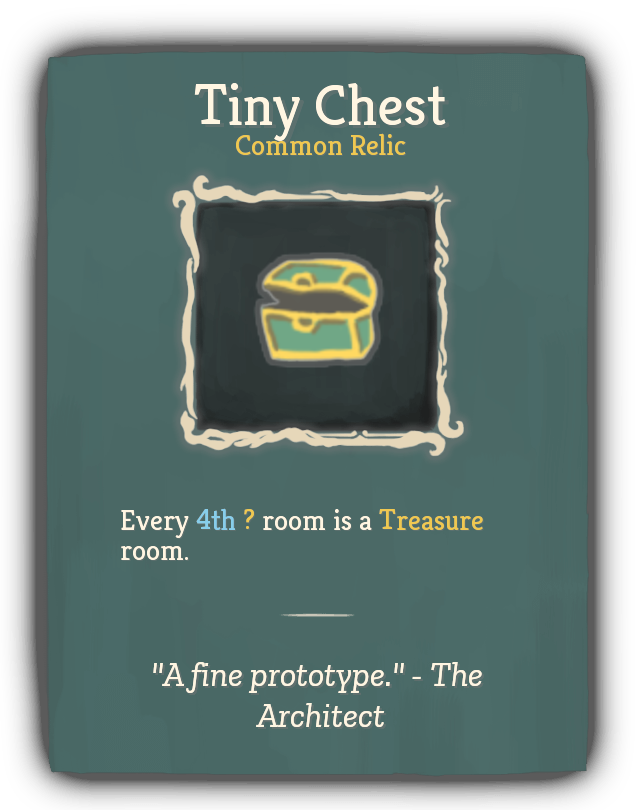 Tiny Chest
Common Relic
Every 4th ? room is a Treasure
room.
"A fine prototype." - The
Architect